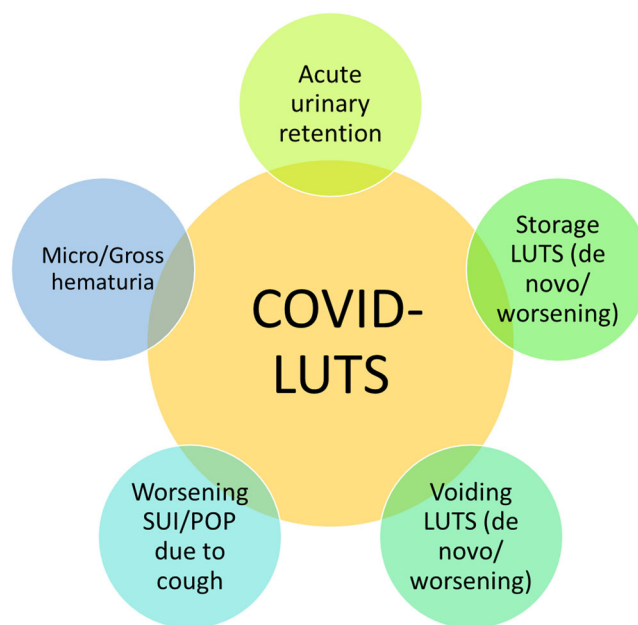 Acute
urinary
retention
Micro/Gross
hematuria
Storage
LUTS (de
novo/
worsening)
COVID-
LUTS
Worsening
SUI/POP
due to
cough
Voiding
LUTS (de
novo/
worsening)